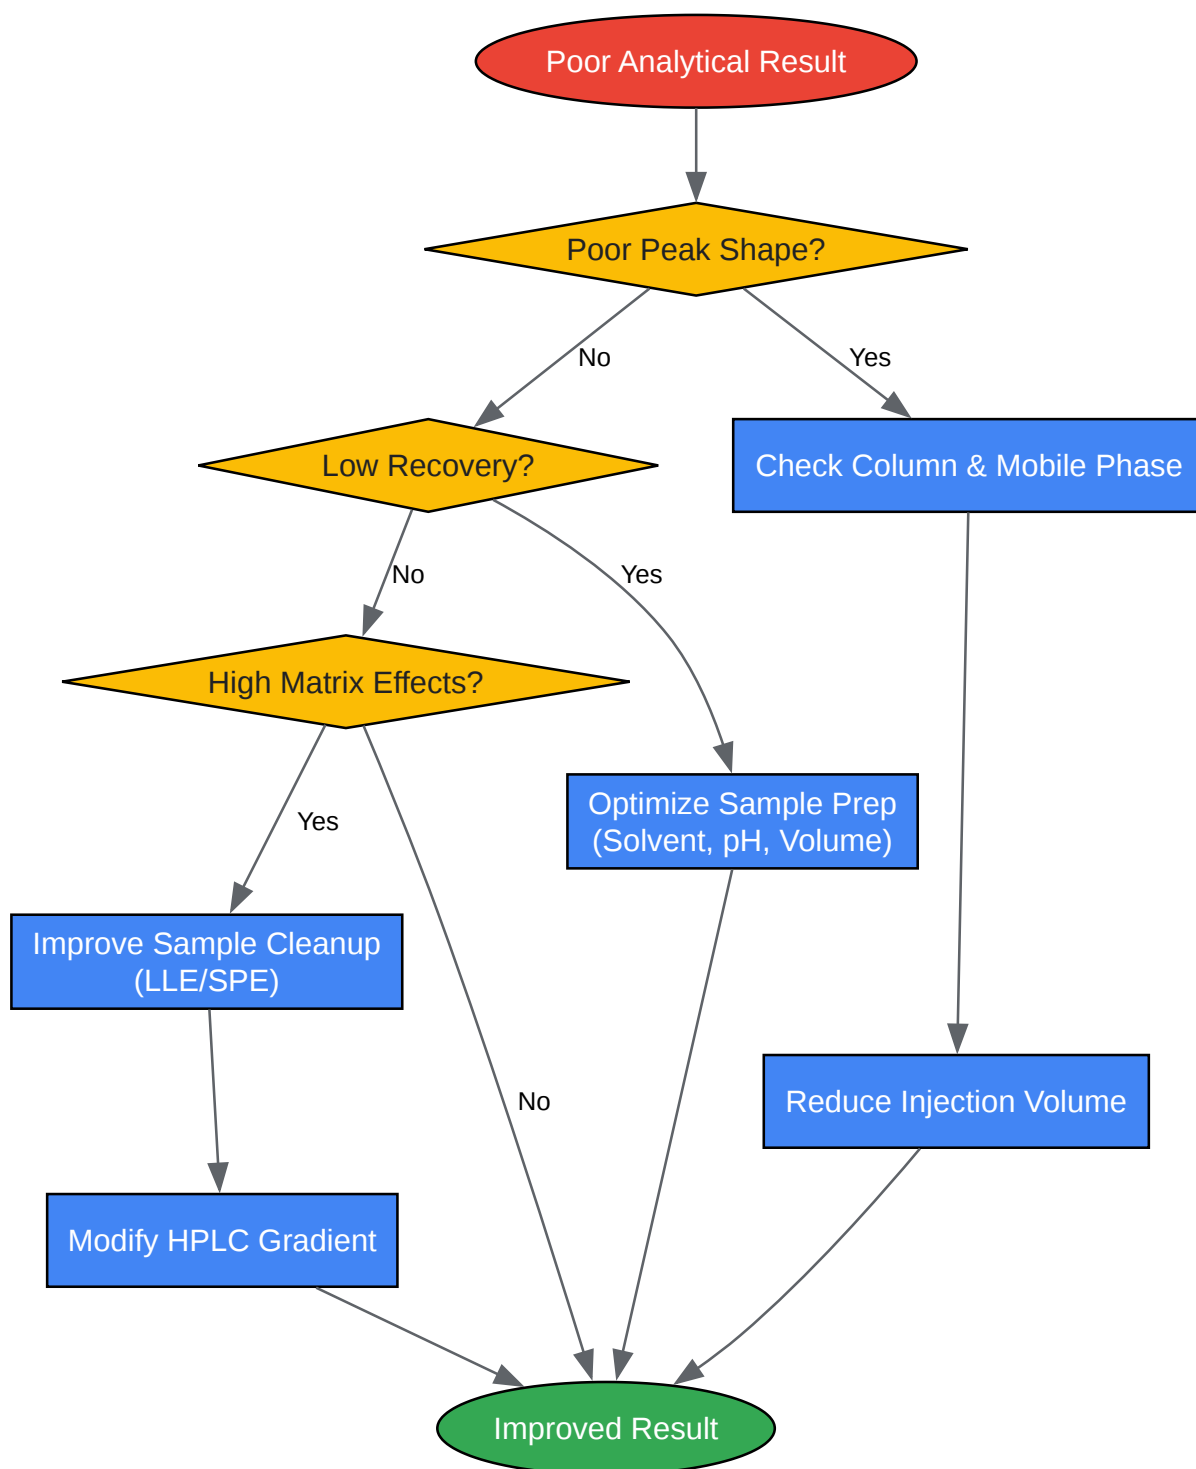 Poor Analytical Result
Poor Peak Shape?
No
Yes
Low Recovery?
Check Column & Mobile Phase
No
Yes
High Matrix Effects?
Optimize Sample Prep
(Solvent, pH, Volume)
Yes
Improve Sample Cleanup
(LLE/SPE)
No
Reduce Injection Volume
Modify HPLC Gradient
Improved Result